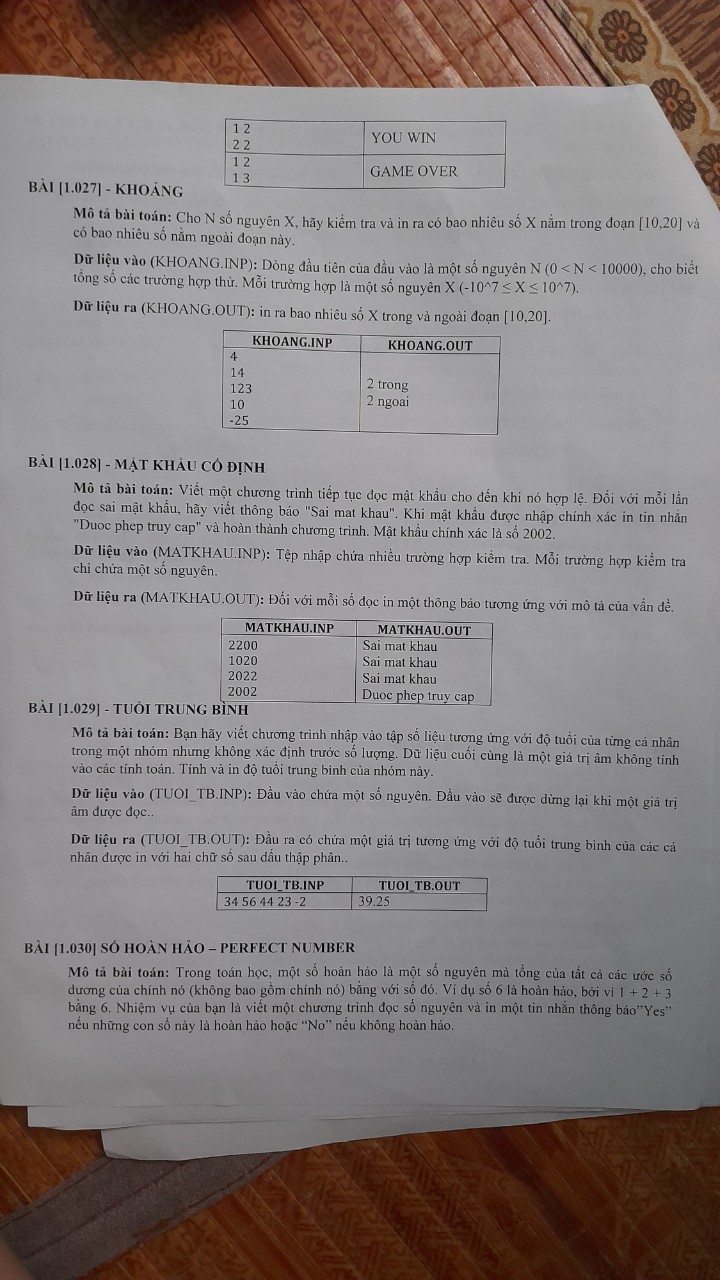 1 2
2 2
YOU WIN
1 2
1 3
GAME OVER
BÀI [1.027] - KHOẢNG
Mô tả bài toán: Cho N số nguyên X, hãy kiểm tra và in ra có bao nhiêu số X nằm trong đoạn [10,20] và
có bao nhiêu số nằm ngoài đoạn này.
Dữ liệu vào (KHOANG.INP): Dòng đầu tiên của đầu vào là một số nguyên N (0 < N < 10000), cho biết
tổng số các trường hợp thử. Mỗi trường hợp là một số nguyên X (-10^7 ≤ X ≤ 10^7).
Dữ liệu ra (KHOANG.OUT): in ra bao nhiêu số X trong và ngoài đoạn [10,20].
KHOANG.INP KHOANG.OUT
4
14
123
10
-25
2 trong
2 ngoai
BÀI [1.028] - MẬT KHẨU CỐ ĐỊNH
Mô tả bài toán: Viết một chương trình tiếp tục đọc mật khẩu cho đến khi nó hợp lệ. Đối với mỗi lần
đọc sai mật khẩu, hãy viết thông báo "Sai mat khau". Khi mật khẩu được nhập chính xác in tin nhắn
"Duoc phep truy cap" và hoàn thành chương trình. Mật khẩu chính xác là số 2002.
Dữ liệu vào (MATKHAU.INP): Tệp nhập chứa nhiều trường hợp kiểm tra. Mỗi trường hợp kiểm tra
chỉ chứa một số nguyên.
Dữ liệu ra (MATKHAU.OUT): Đối với mỗi số đọc in một thông báo tương ứng với mô tả của vấn đề.
MATKHAU.INP MATKHAU.OUT
2200 Sai mat khau
1020 Sai mat khau
2022 Sai mat khau
2002 Duoc phep truy cap
BÀI [1.029] - TUỔI TRUNG BÌNH
Mô tả bài toán: Bạn hãy viết chương trình nhập vào tập số liệu tương ứng với độ tuổi của từng cá nhân
trong một nhóm nhưng không xác định trước số lượng. Dữ liệu cuối cùng là một giá trị âm không tính
vào các tính toán. Tính và in độ tuổi trung bình của nhóm này.
Dữ liệu vào (TUOI_TB.INP): Đầu vào chứa một số nguyên. Đầu vào sẽ được dừng lại khi một giá trị
âm được đọc..
Dữ liệu ra (TUOI_TB.OUT): Đầu ra có chứa một giá trị tương ứng với độ tuổi trung bình của các cá
nhân được in với hai chữ số sau dấu thập phân..
TUOI_TB.INP TUOI_TB.OUT
34 56 44 23 -2 39.25
BÀI [1.030] SỐ HOÀN HẢO – PERFECT NUMBER
Mô tả bài toán: Trong toán học, một số hoàn hảo là một số nguyên mà tổng của tất cả các ước số
dương của chính nó (không bao gồm chính nó) bằng với số đó. Ví dụ số 6 là hoàn hảo, bởi vì 1 + 2 + 3
bằng 6. Nhiệm vụ của bạn là viết một chương trình đọc số nguyên và in một tin nhắn thông báo”Yes”
nếu những con số này là hoàn hảo hoặc “No” nếu không hoàn hảo.